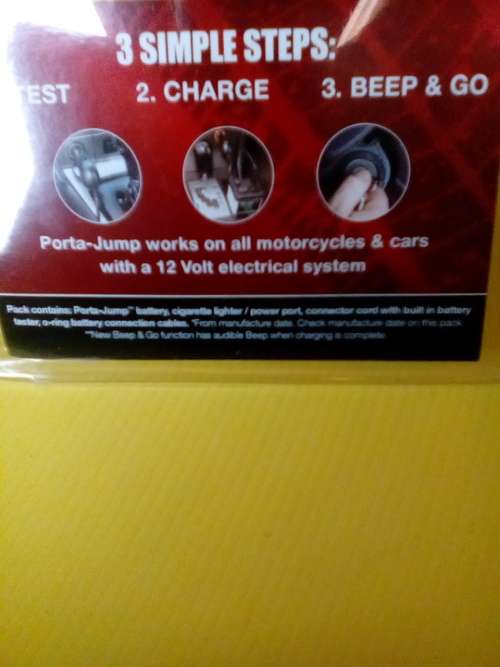 3 SIMPLE STEPS:
TEST 2. CHARGE 3. BEEP & GO
Porta-Jump works on all motorcycles & cars
with a 12 Volt electrical system
Pack contains: Porta-Jump™ battery, cigarette lighter / power port, connector cord with built in battery
tester, o-ring battery connection cables. *From manufacture date. Check manufacture date on this pack.
**New Beep & Go function has audible Beep when charging is complete.